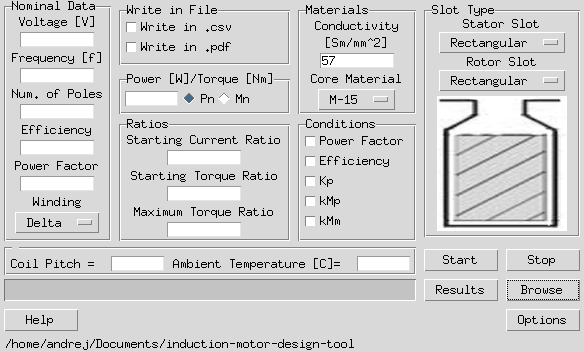 Nominal Data
Voltage [V]
Frequency [f]
Num. of Poles
Efficiency
Power Factor
Winding
Delta
Write in File
Write in .csv
Write in .pdf
Power [W]/Torque [Nm]
Pn Mn
Ratios
Starting Current Ratio
Starting Torque Ratio
Maximum Torque Ratio
Materials
Conductivity
[Sm/mm^2]
57
Core Material
M-15
Conditions
Power Factor
Efficiency
Kp
kMp
kMm
Slot Type
Stator Slot
Rectangular
Rotor Slot
Rectangular
Coil Pitch = Ambient Temperature [C]=
Start Stop
Results Browse
Help Options
/home/andrej/Documents/induction-motor-design-tool